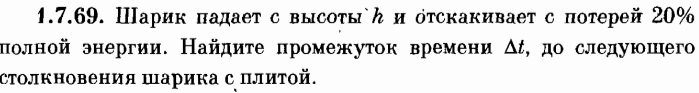 1.7.69. Шарик падает с высоты h и отскакивает с потерей 20%
полной энергии. Найдите промежуток времени Δt, до следующего
столкновения шарика с плитой.